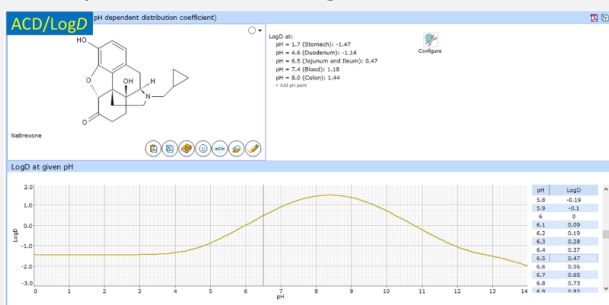 ACD/LogD pH dependent distribution coefficient)
HO
OH
H
N
O
O
Naltrexone
LogD at:
pH = 1.7 (Stomach): -1.47
pH = 4.6 (Duodenum): -1.14
pH = 6.5 (Jejunum and Ileum): 0.47
pH = 7.4 (Blood): 1.18
pH = 8.0 (Colon): 1.44
+ Add pH point
Configure
LogD at given pH
2.0
1.0
0.0
-1.0
-2.0
-3.0
LogD
0 1 2 3 4 5 6 7 8 9 10 11 12 13 14
pH
pH LogD
5.8 -0.19
5.9 -0.1
6 0
6.1 0.09
6.2 0.19
6.3 0.28
6.4 0.37
6.5 0.47
6.6 0.56
6.7 0.65
6.8 0.73
6.9 0.82